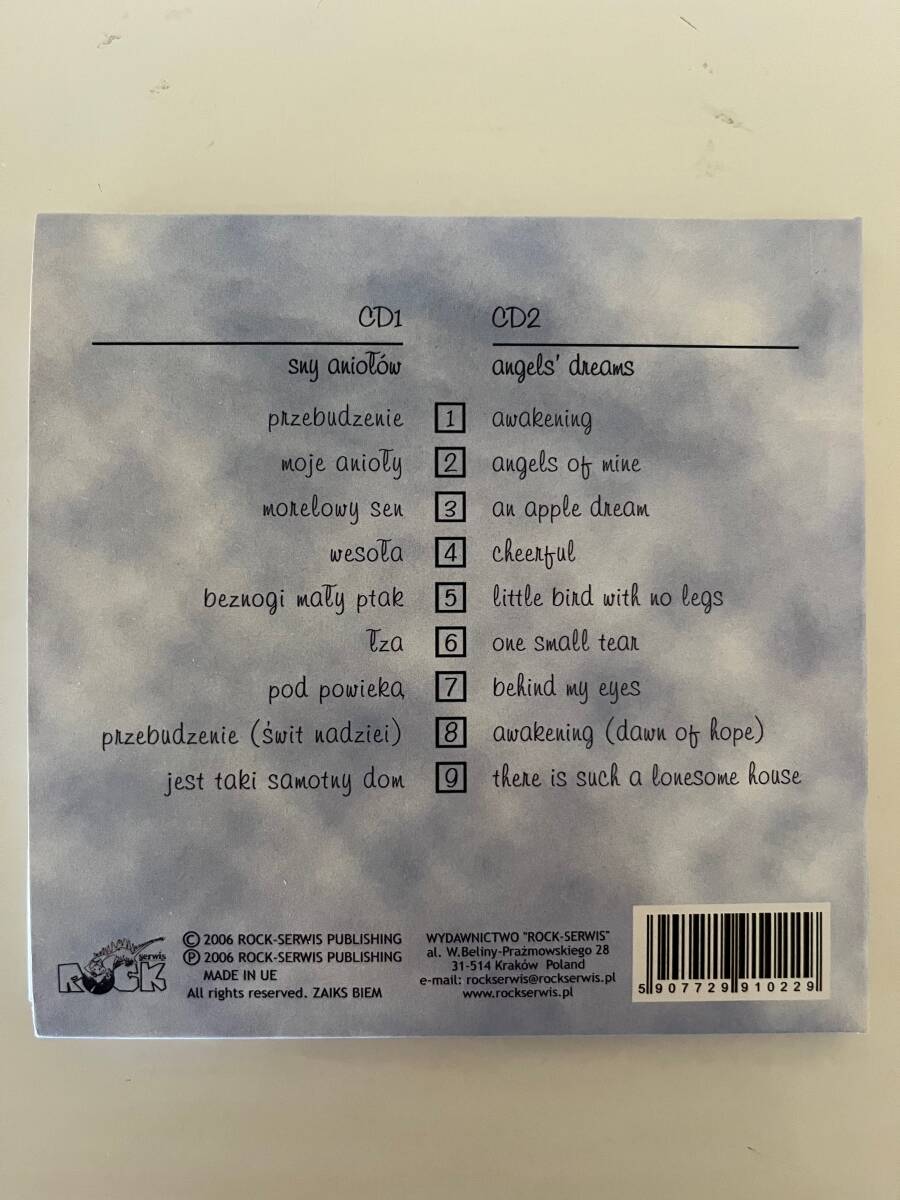 CD1 CD2
sny aniołów angels' dreams
przebudzenie 1 awakening
moje anioły 2 angels of mine
morelowy sen 3 an apple dream
wesoła 4 cheerful
beznogi mały ptak 5 little bird with no legs
łza 6 one small tear
pod powieką 7 behind my eyes
przebudzenie (świt nadziei) 8 awakening (dawn of hope)
jest taki samotny dom 9 there is such a lonesome house
ROCK serwis
© 2006 ROCK-SERWIS PUBLISHING
℗ 2006 ROCK-SERWIS PUBLISHING
MADE IN UE
All rights reserved. ZAIKS BIEM
WYDAWNICTWO "ROCK-SERWIS"
al. W.Beliny-Prażmowskiego 28
31-514 Kraków Poland
e-mail: rockserwis@rockserwis.pl
www.rockserwis.pl
5 907729 910229